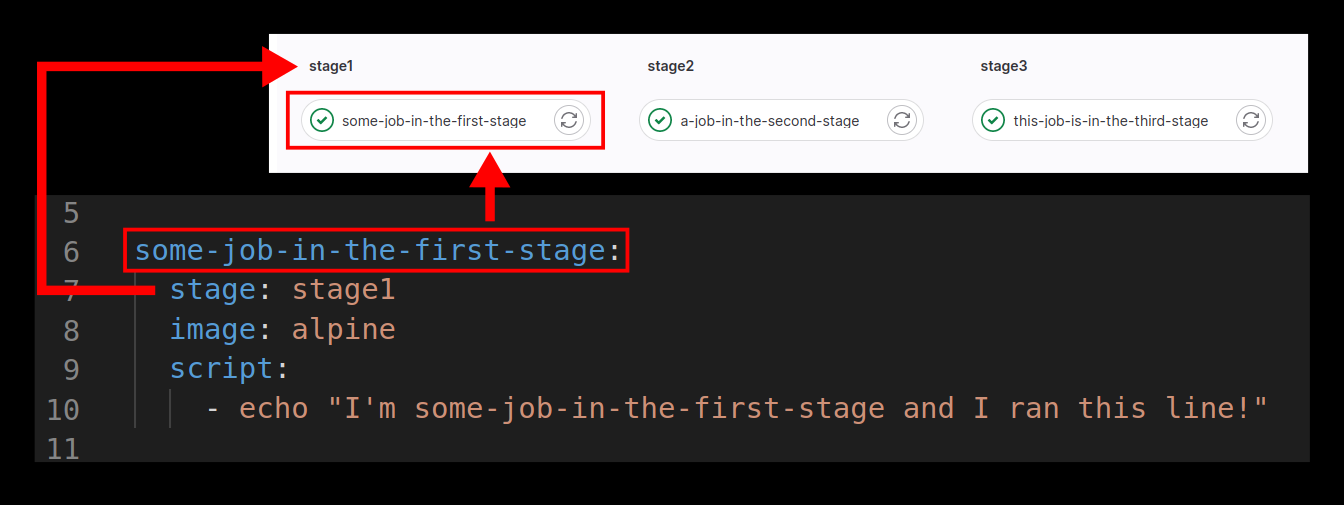 stage1 stage2 stage3
some-job-in-the-first-stage a-job-in-the-second-stage this-job-is-in-the-third-stage
5
6 some-job-in-the-first-stage:
7 stage: stage1
8 image: alpine
9 script:
10 - echo "I'm some-job-in-the-first-stage and I ran this line!"
11